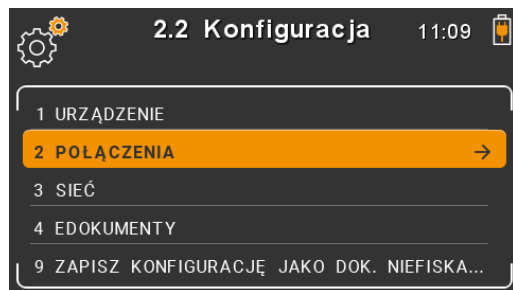 2.2 Konfiguracja 11:09
1 URZĄDZENIE
2 POŁĄCZENIA
3 SIEĆ
4 EDOKUMENTY
9 ZAPISZ KONFIGURACJĘ JAKO DOK. NIEFISKA...